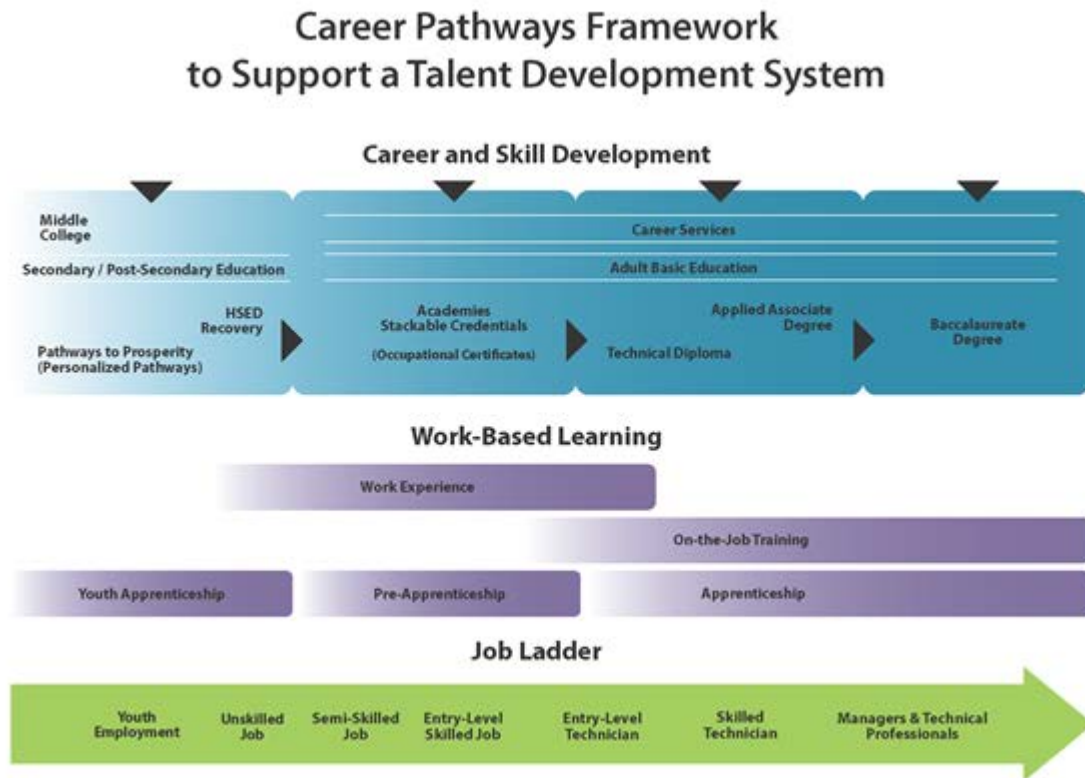 Career Pathways Framework
to Support a Talent Development System
Career and Skill Development
Middle
College
Career Services
Secondary / Post-Secondary Education
Adult Basic Education
HSED
Recovery
Pathways to Prosperity
(Personalized Pathways)
Academies
Stackable Credentials
(Occupational Certificates)
Applied Associate
Degree
Technical Diploma
Baccalaureate
Degree
Work-Based Learning
Work Experience
On-the-Job Training
Youth Apprenticeship
Pre-Apprenticeship
Apprenticeship
Job Ladder
Youth
Employment
Unskilled
Job
Semi-Skilled
Job
Entry-Level
Skilled Job
Entry-Level
Technician
Skilled
Technician
Managers & Technical
Professionals